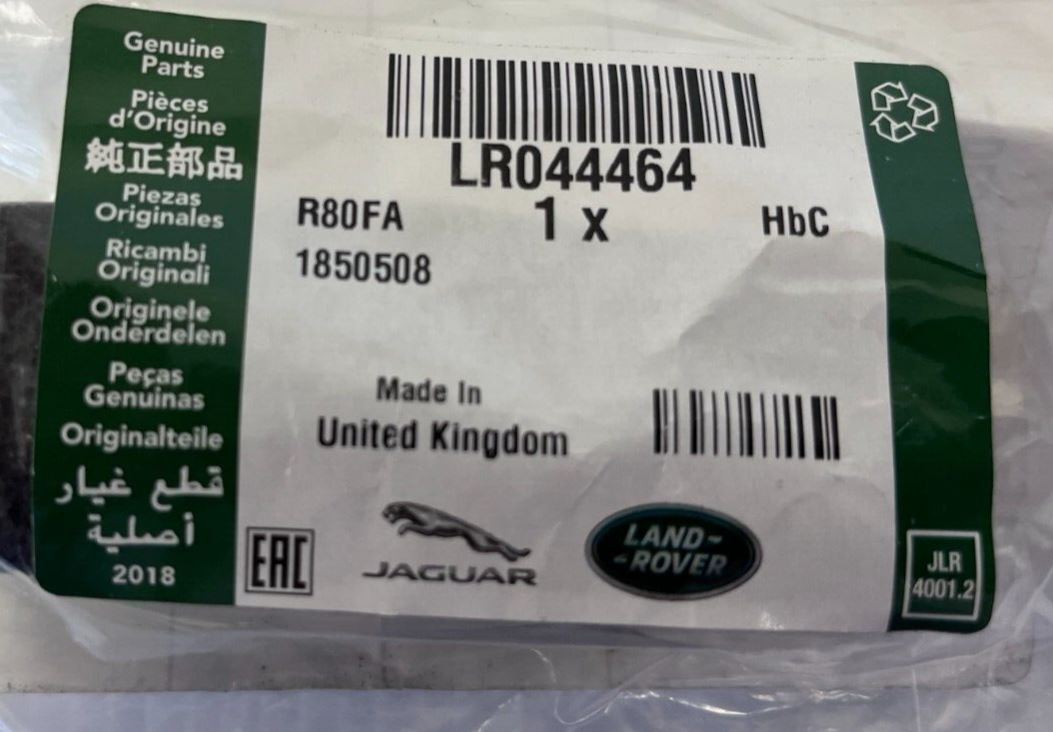 Genuine
Parts
Pièces
d'Origine
純正部品
Piezas
Originales
Ricambi
Originali
Originele
Onderdelen
Peças
Genuínas
Originalteile
قطع غيار
أصلية
2018
LR044464
R80FA
1 x
HbC
1850508
Made In
United Kingdom
EAC
JAGUAR
LAND-
-ROVER
JLR
4001.2